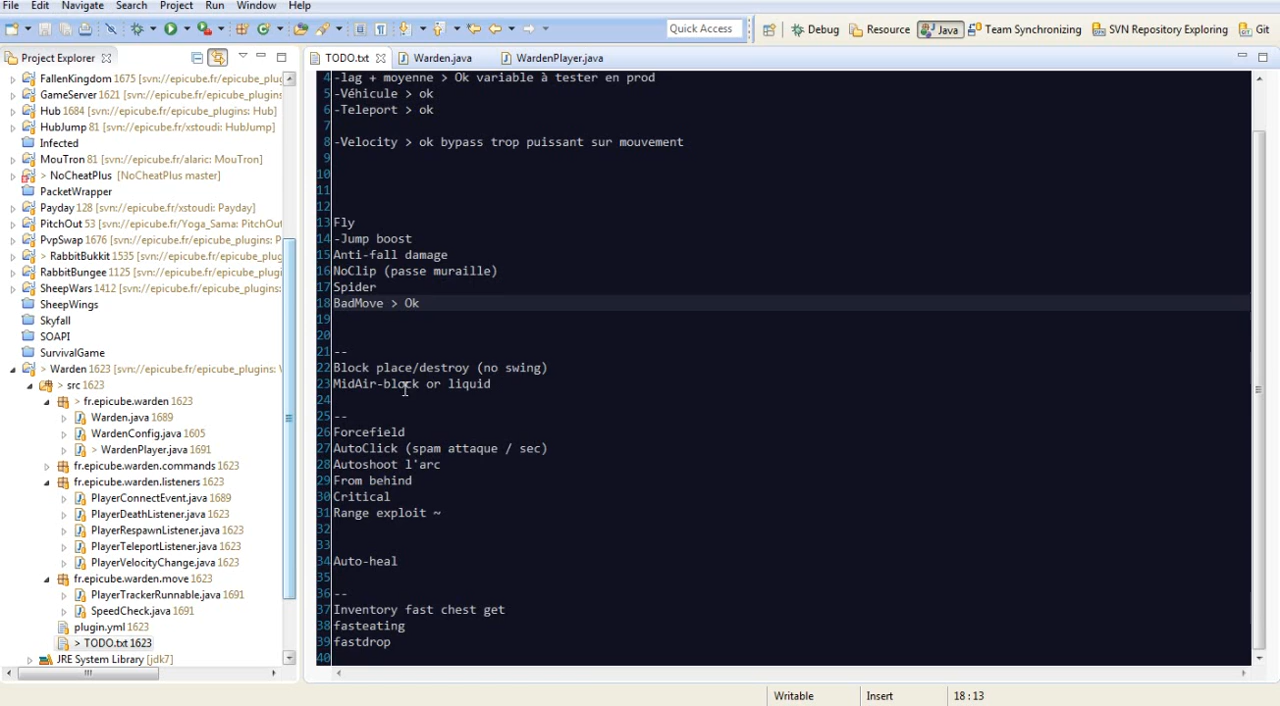 File Edit Navigate Search Project Run Window Help
Quick Access Debug Resource Java Team Synchronizing SVN Repository Exploring Git
Project Explorer
TODO.txt Warden.java WardenPlayer.java
FallenKingdom 1675 [svn://epicube.fr/epicube_plu
GameServer 1621 [svn://epicube.fr/epicube_plugins
Hub 1684 [svn://epicube.fr/epicube_plugins: Hub]
HubJump 81 [svn://epicube.fr/xstoudi: HubJump]
Infected
MouTron 81 [svn://epicube.fr/alaric: MouTron]
> NoCheatPlus [NoCheatPlus master]
PacketWrapper
Payday 128 [svn://epicube.fr/xstoudi: Payday]
PitchOut 53 [svn://epicube.fr/Yoga_Sama: PitchOut
PvpSwap 1676 [svn://epicube.fr/epicube_plugins: P
> RabbitBukkit 1535 [svn://epicube.fr/epicube_plug
RabbitBungee 1125 [svn://epicube.fr/epicube_plugins
SheepWars 1412 [svn://epicube.fr/epicube_plugins:
SheepWings
Skyfall
SOAPI
SurvivalGame
> Warden 1623 [svn://epicube.fr/epicube_plugins: W
> src 1623
> fr.epicube.warden 1623
Warden.java 1689
WardenConfig.java 1605
> WardenPlayer.java 1691
fr.epicube.warden.commands 1623
fr.epicube.warden.listeners 1623
PlayerConnectEvent.java 1689
PlayerDeathListener.java 1623
PlayerRespawnListener.java 1623
PlayerTeleportListener.java 1623
PlayerVelocityChange.java 1623
fr.epicube.warden.move 1623
PlayerTrackerRunnable.java 1691
SpeedCheck.java 1691
plugin.yml 1623
> TODO.txt 1623
JRE System Library [jdk7]
4 -lag + moyenne > Ok variable à tester en prod
5 -Véhicule > ok
6 -Teleport > ok
7
8 -Velocity > ok bypass trop puissant sur mouvement
9
10
11
12
13 Fly
14 -Jump boost
15 Anti-fall damage
16 NoClip (passe muraille)
17 Spider
18 BadMove > Ok
19
20
21 --
22 Block place/destroy (no swing)
23 MidAir-block or liquid
24
25 --
26 Forcefield
27 AutoClick (spam attaque / sec)
28 Autoshoot l'arc
29 From behind
30 Critical
31 Range exploit ~
32
33
34 Auto-heal
35
36 --
37 Inventory fast chest get
38 fasteating
39 fastdrop
40
Writable Insert 18 : 13